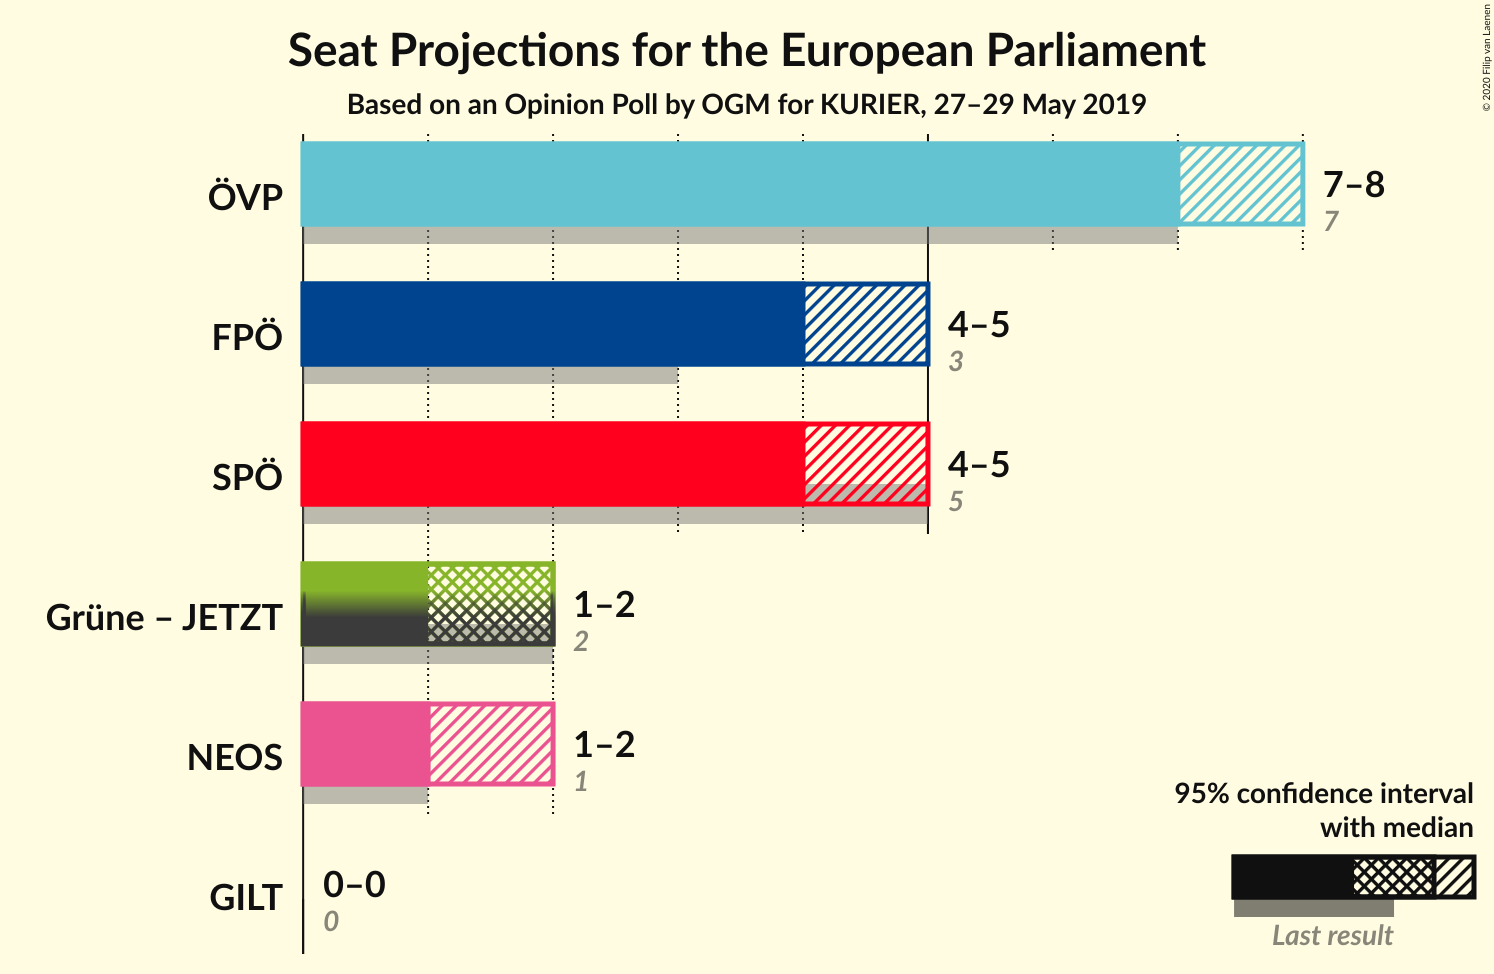 Seat Projections for the European Parliament
Based on an Opinion Poll by OGM for KURIER, 27–29 May 2019
© 2020 Filip van Laenen
ÖVP
7–8
7
FPÖ
4–5
3
SPÖ
4–5
5
Grüne – JETZT
1–2
2
NEOS
1–2
1
GILT
0–0
0
95% confidence interval
with median
Last result